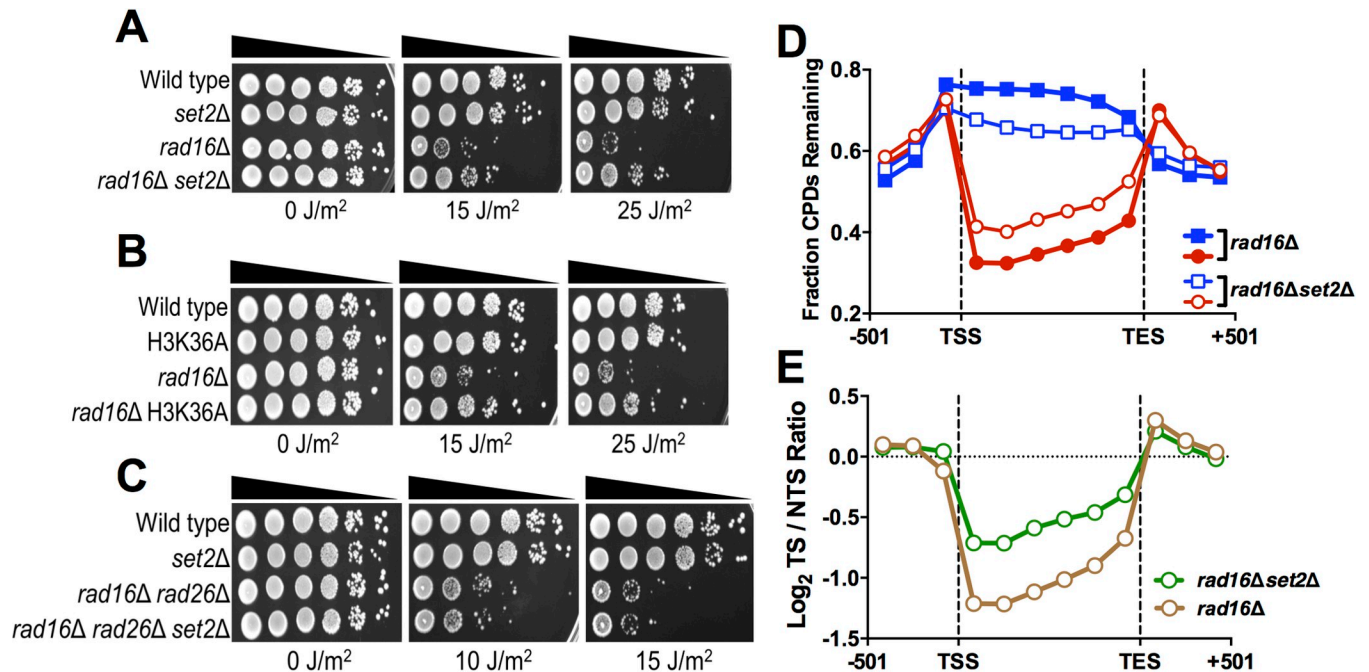 A
Wild type
set2Δ
rad16Δ
rad16Δ set2Δ
0 J/m²
15 J/m²
25 J/m²
B
Wild type
H3K36A
rad16Δ
rad16Δ H3K36A
0 J/m²
15 J/m²
25 J/m²
C
Wild type
set2Δ
rad16Δ rad26Δ
rad16Δ rad26Δ set2Δ
0 J/m²
10 J/m²
15 J/m²
D
Fraction CPDs Remaining
0.8
0.6
0.4
0.2
rad16Δ
rad16Δset2Δ
-501
TSS
TES
+501
E
Log₂ TS / NTS Ratio
0.5
0.0
-0.5
-1.0
-1.5
rad16Δset2Δ
rad16Δ
-501
TSS
TES
+501